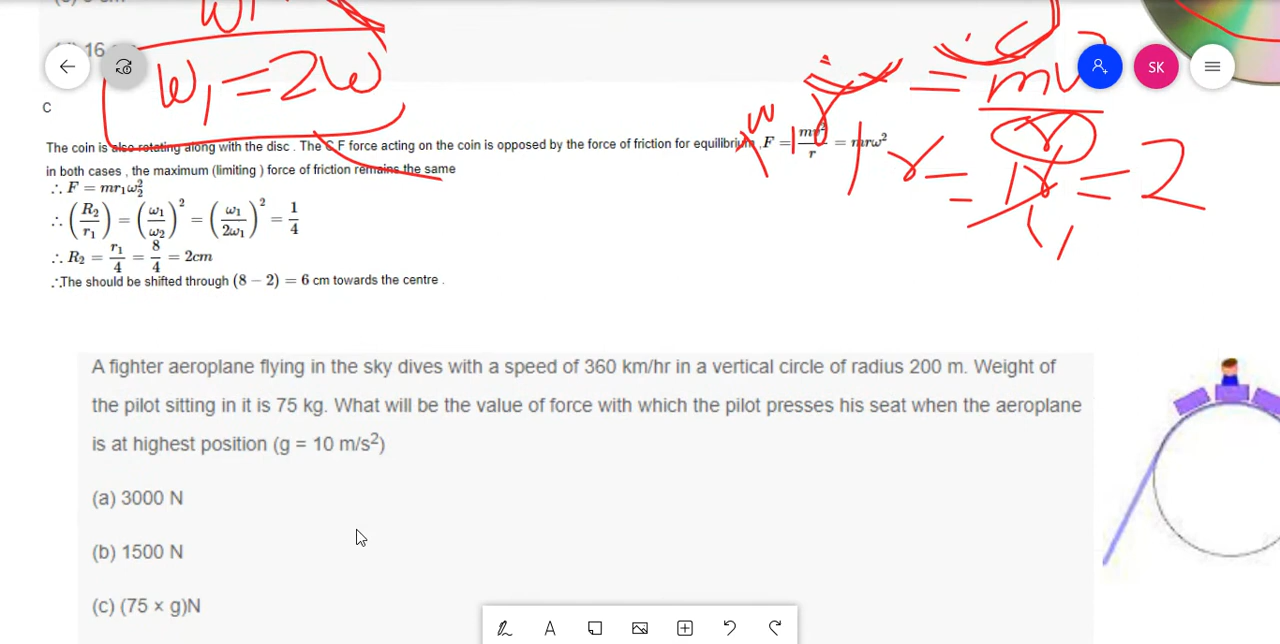 16
ω₁ = 2ω
SK
C
The coin is also rotating along with the disc . The C.F force acting on the coin is opposed by the force of friction for equilibrium , F = mv²/r = mrω²
in both cases , the maximum (limiting ) force of friction remains the same
∴ F = mr₁ω₂²
∴ (R₂/r₁) = (ω₁/ω₂)² = (ω₁/2ω₁)² = 1/4
∴ R₂ = r₁/4 = 8/4 = 2cm
∴The should be shifted through (8 − 2) = 6 cm towards the centre .
= 2
A fighter aeroplane flying in the sky dives with a speed of 360 km/hr in a vertical circle of radius 200 m. Weight of
the pilot sitting in it is 75 kg. What will be the value of force with which the pilot presses his seat when the aeroplane
is at highest position (g = 10 m/s²)
(a) 3000 N
(b) 1500 N
(c) (75 × g)N
A